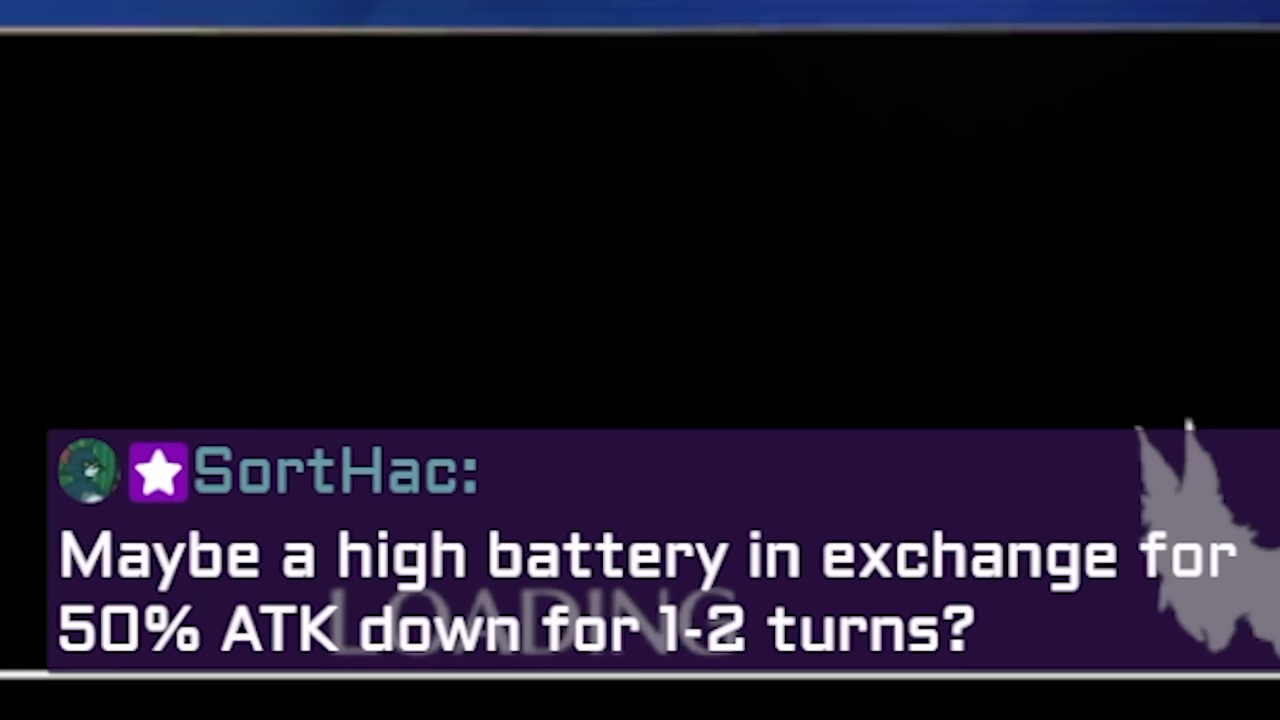 SortHac:
Maybe a high battery in exchange for
50% ATK down for 1-2 turns?
LOADING